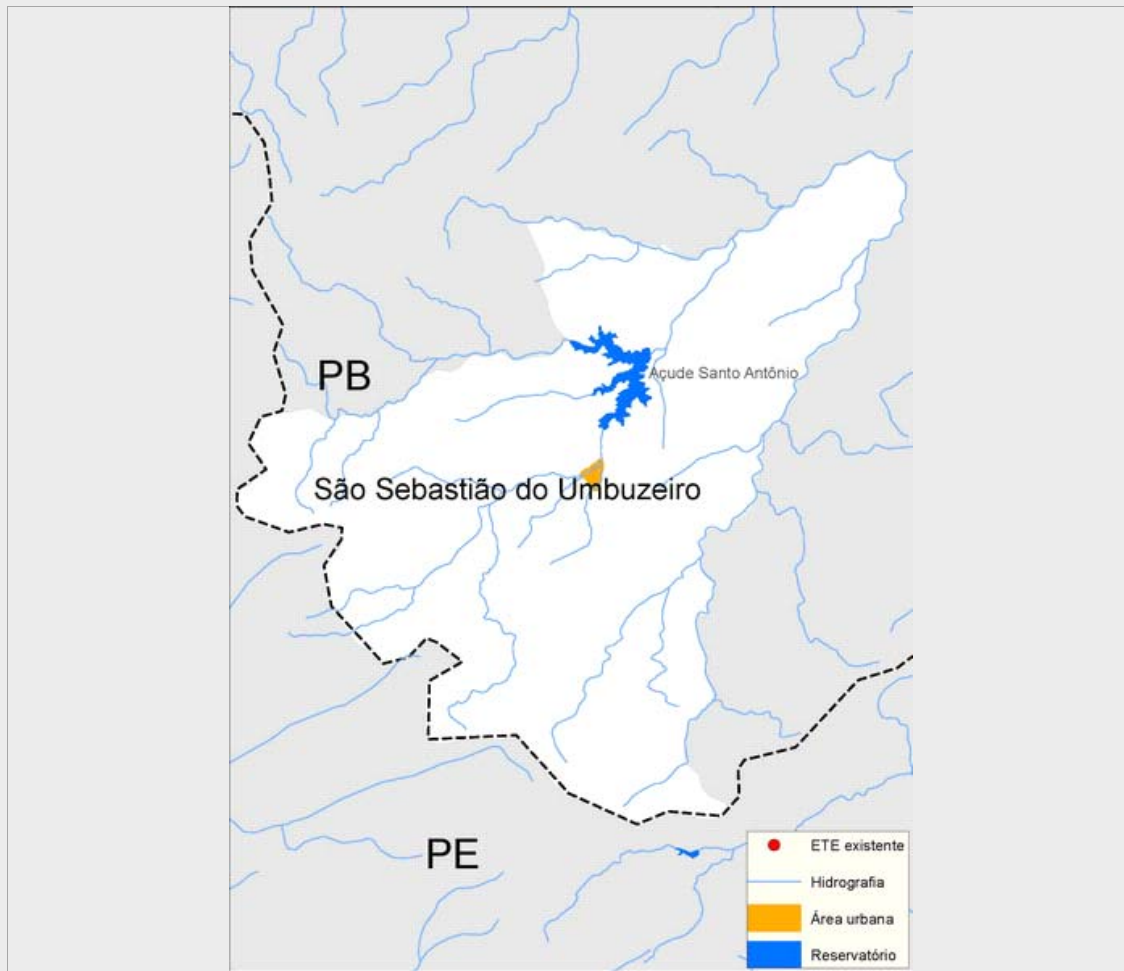 PB
Açude Santo Antônio
São Sebastião do Umbuzeiro
PE
ETE existente
Hidrografia
Área urbana
Reservatório